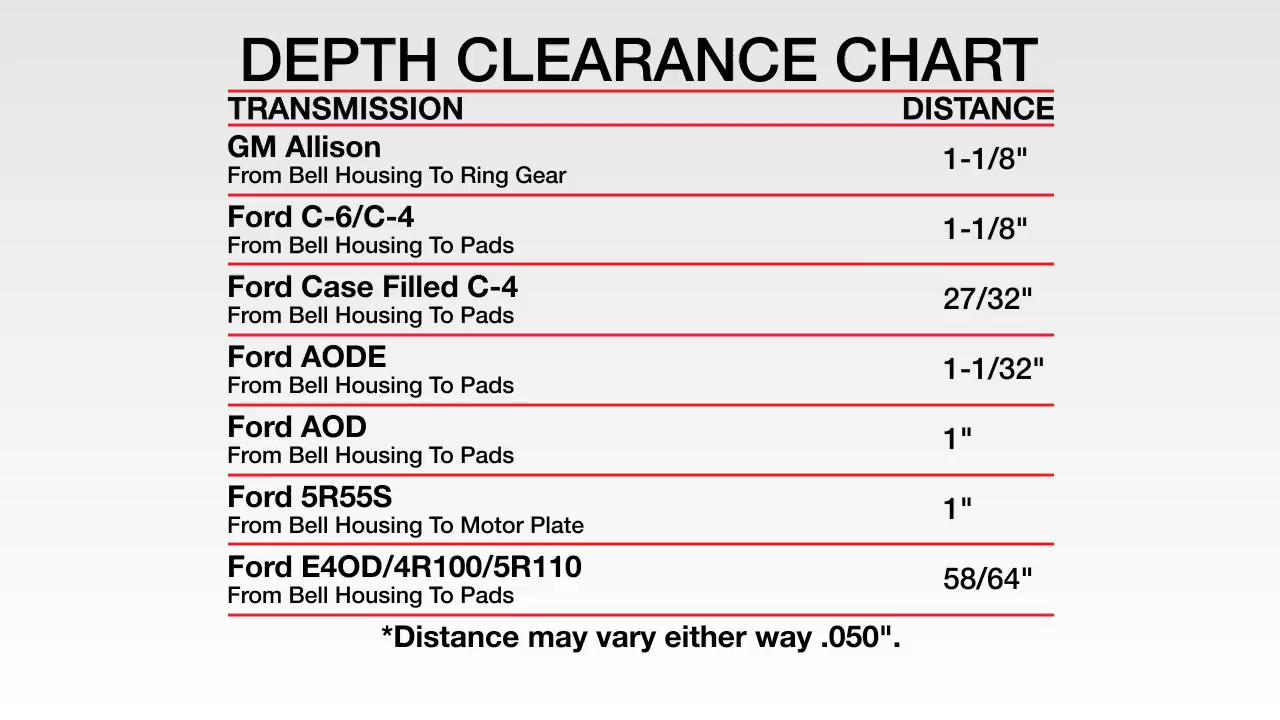 DEPTH CLEARANCE CHART
TRANSMISSION DISTANCE
GM Allison
From Bell Housing To Ring Gear
1-1/8"
Ford C-6/C-4
From Bell Housing To Pads
1-1/8"
Ford Case Filled C-4
From Bell Housing To Pads
27/32"
Ford AODE
From Bell Housing To Pads
1-1/32"
Ford AOD
From Bell Housing To Pads
1"
Ford 5R55S
From Bell Housing To Motor Plate
1"
Ford E4OD/4R100/5R110
From Bell Housing To Pads
58/64"
*Distance may vary either way .050".